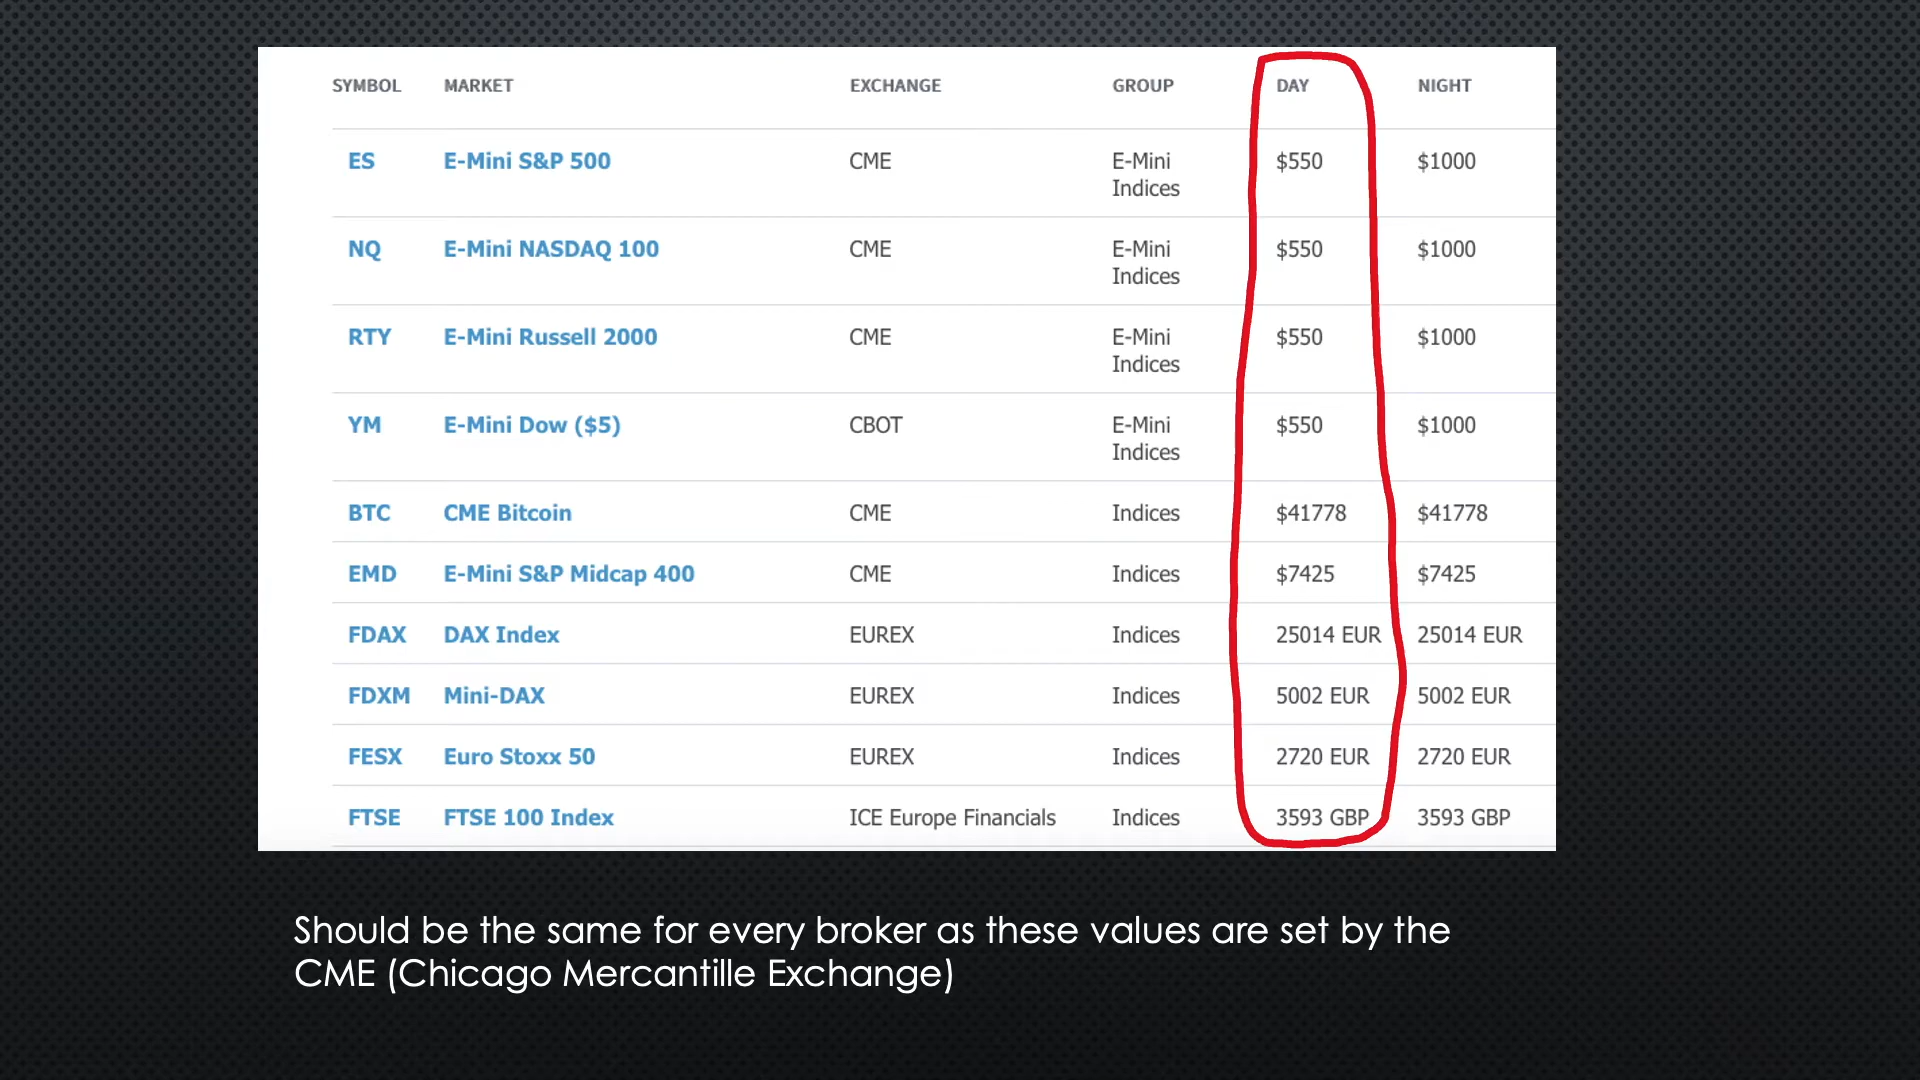 SYMBOL MARKET EXCHANGE GROUP DAY NIGHT
ES E-Mini S&P 500 CME E-Mini Indices $550 $1000
NQ E-Mini NASDAQ 100 CME E-Mini Indices $550 $1000
RTY E-Mini Russell 2000 CME E-Mini Indices $550 $1000
YM E-Mini Dow ($5) CBOT E-Mini Indices $550 $1000
BTC CME Bitcoin CME Indices $41778 $41778
EMD E-Mini S&P Midcap 400 CME Indices $7425 $7425
FDAX DAX Index EUREX Indices 25014 EUR 25014 EUR
FDXM Mini-DAX EUREX Indices 5002 EUR 5002 EUR
FESX Euro Stoxx 50 EUREX Indices 2720 EUR 2720 EUR
FTSE FTSE 100 Index ICE Europe Financials Indices 3593 GBP 3593 GBP
Should be the same for every broker as these values are set by the
CME (Chicago Mercantille Exchange)